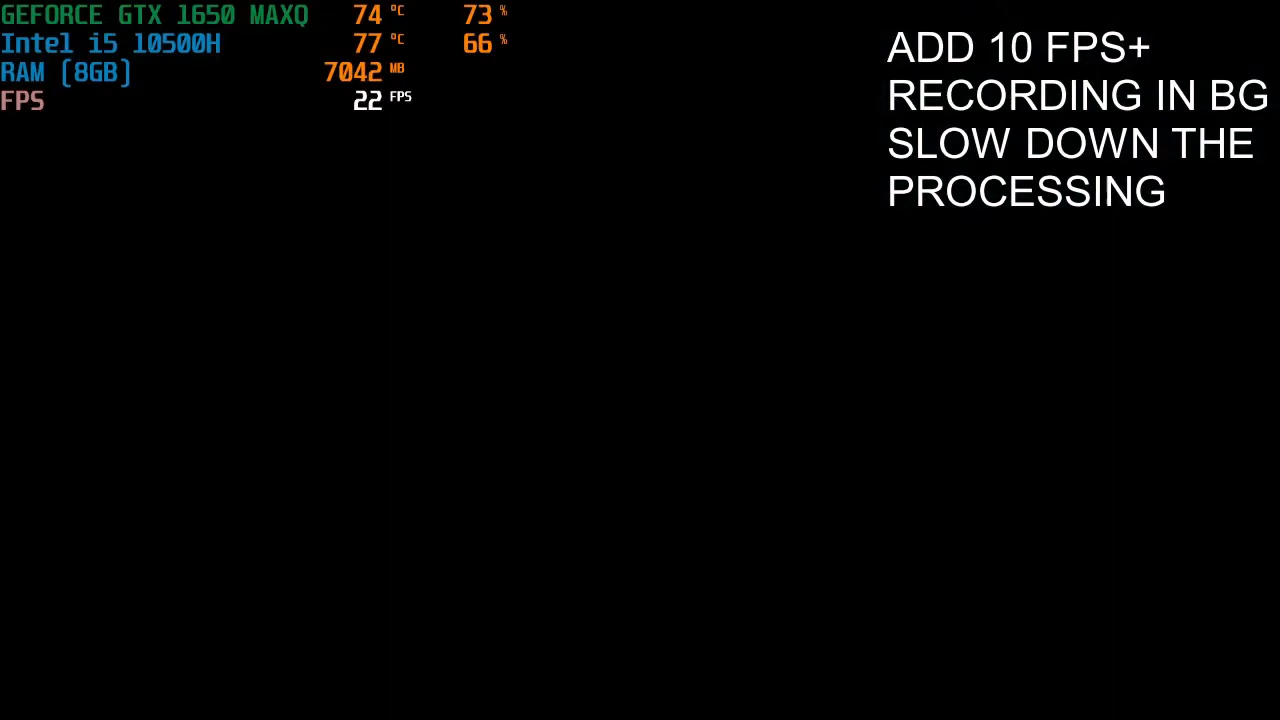 GEFORCE GTX 1650 MAXQ 74 °C 73 %
Intel i5 10500H 77 °C 66 %
RAM (8GB) 7042 MB
FPS 22 FPS
ADD 10 FPS+
RECORDING IN BG
SLOW DOWN THE
PROCESSING